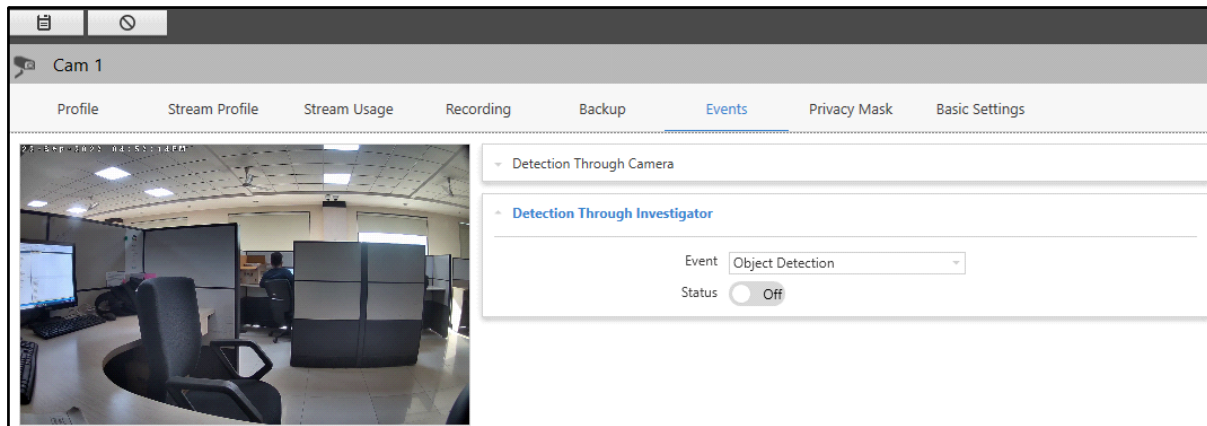 Cam 1
Profile Stream Profile Stream Usage Recording Backup Events Privacy Mask Basic Settings
Detection Through Camera
Detection Through Investigator
Event Object Detection
Status Off